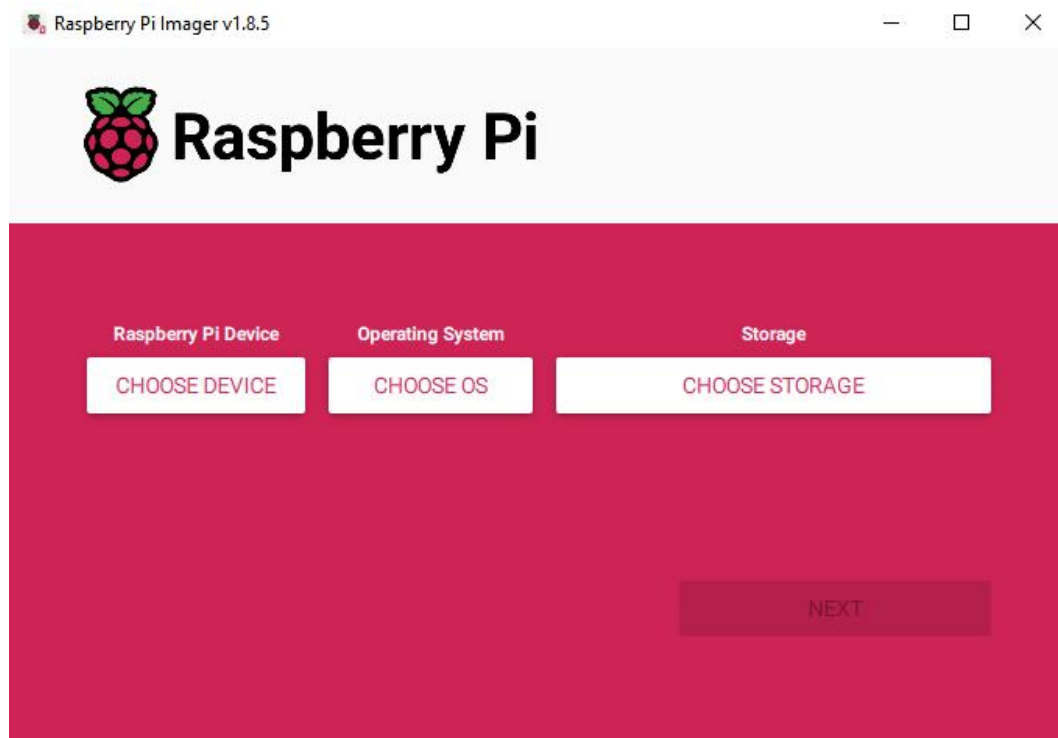 Raspberry Pi Imager v1.8.5
Raspberry Pi
Raspberry Pi Device
Operating System
Storage
CHOOSE DEVICE
CHOOSE OS
CHOOSE STORAGE
NEXT